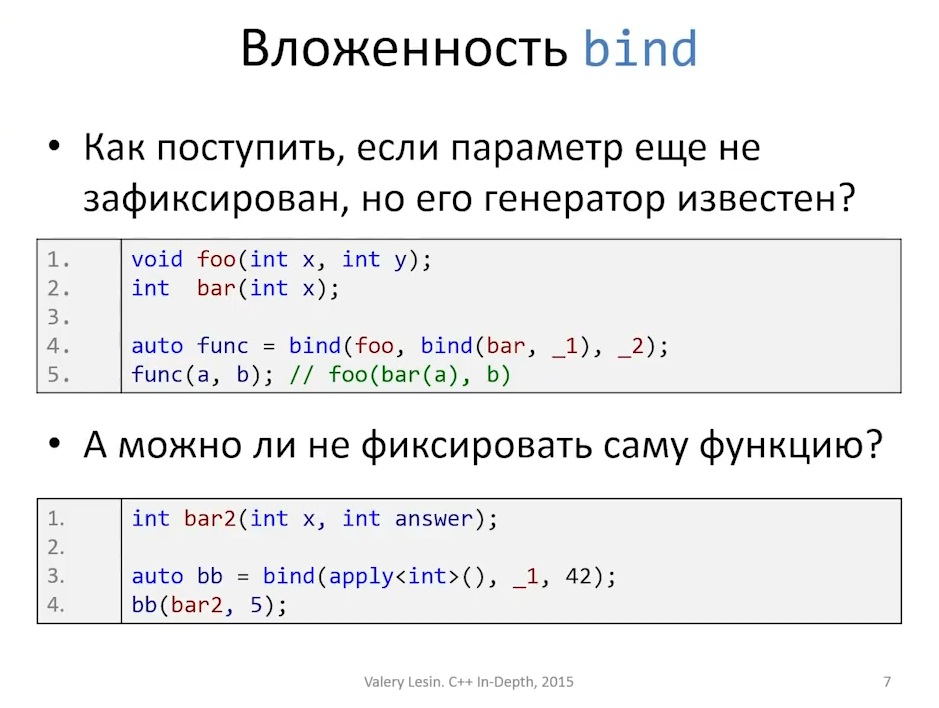 Вложенность bind
• Как поступить, если параметр еще не
зафиксирован, но его генератор известен?
1. void foo(int x, int y);
2. int  bar(int x);
3.
4. auto func = bind(foo, bind(bar, _1), _2);
5. func(a, b); // foo(bar(a), b)
• А можно ли не фиксировать саму функцию?
1. int bar2(int x, int answer);
2.
3. auto bb = bind(apply<int>(), _1, 42);
4. bb(bar2, 5);
Valery Lesin. C++ In-Depth, 2015
7